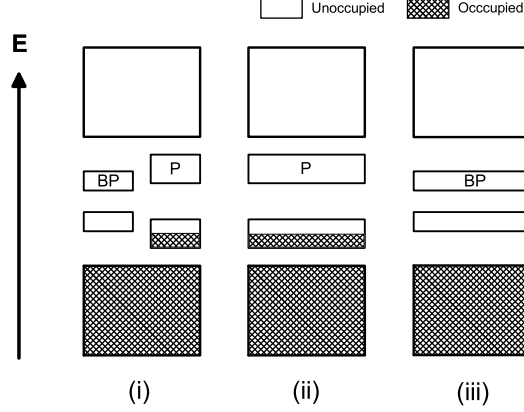 Unoccupied Occcupied
E
P
BP
P
BP
(i) (ii) (iii)